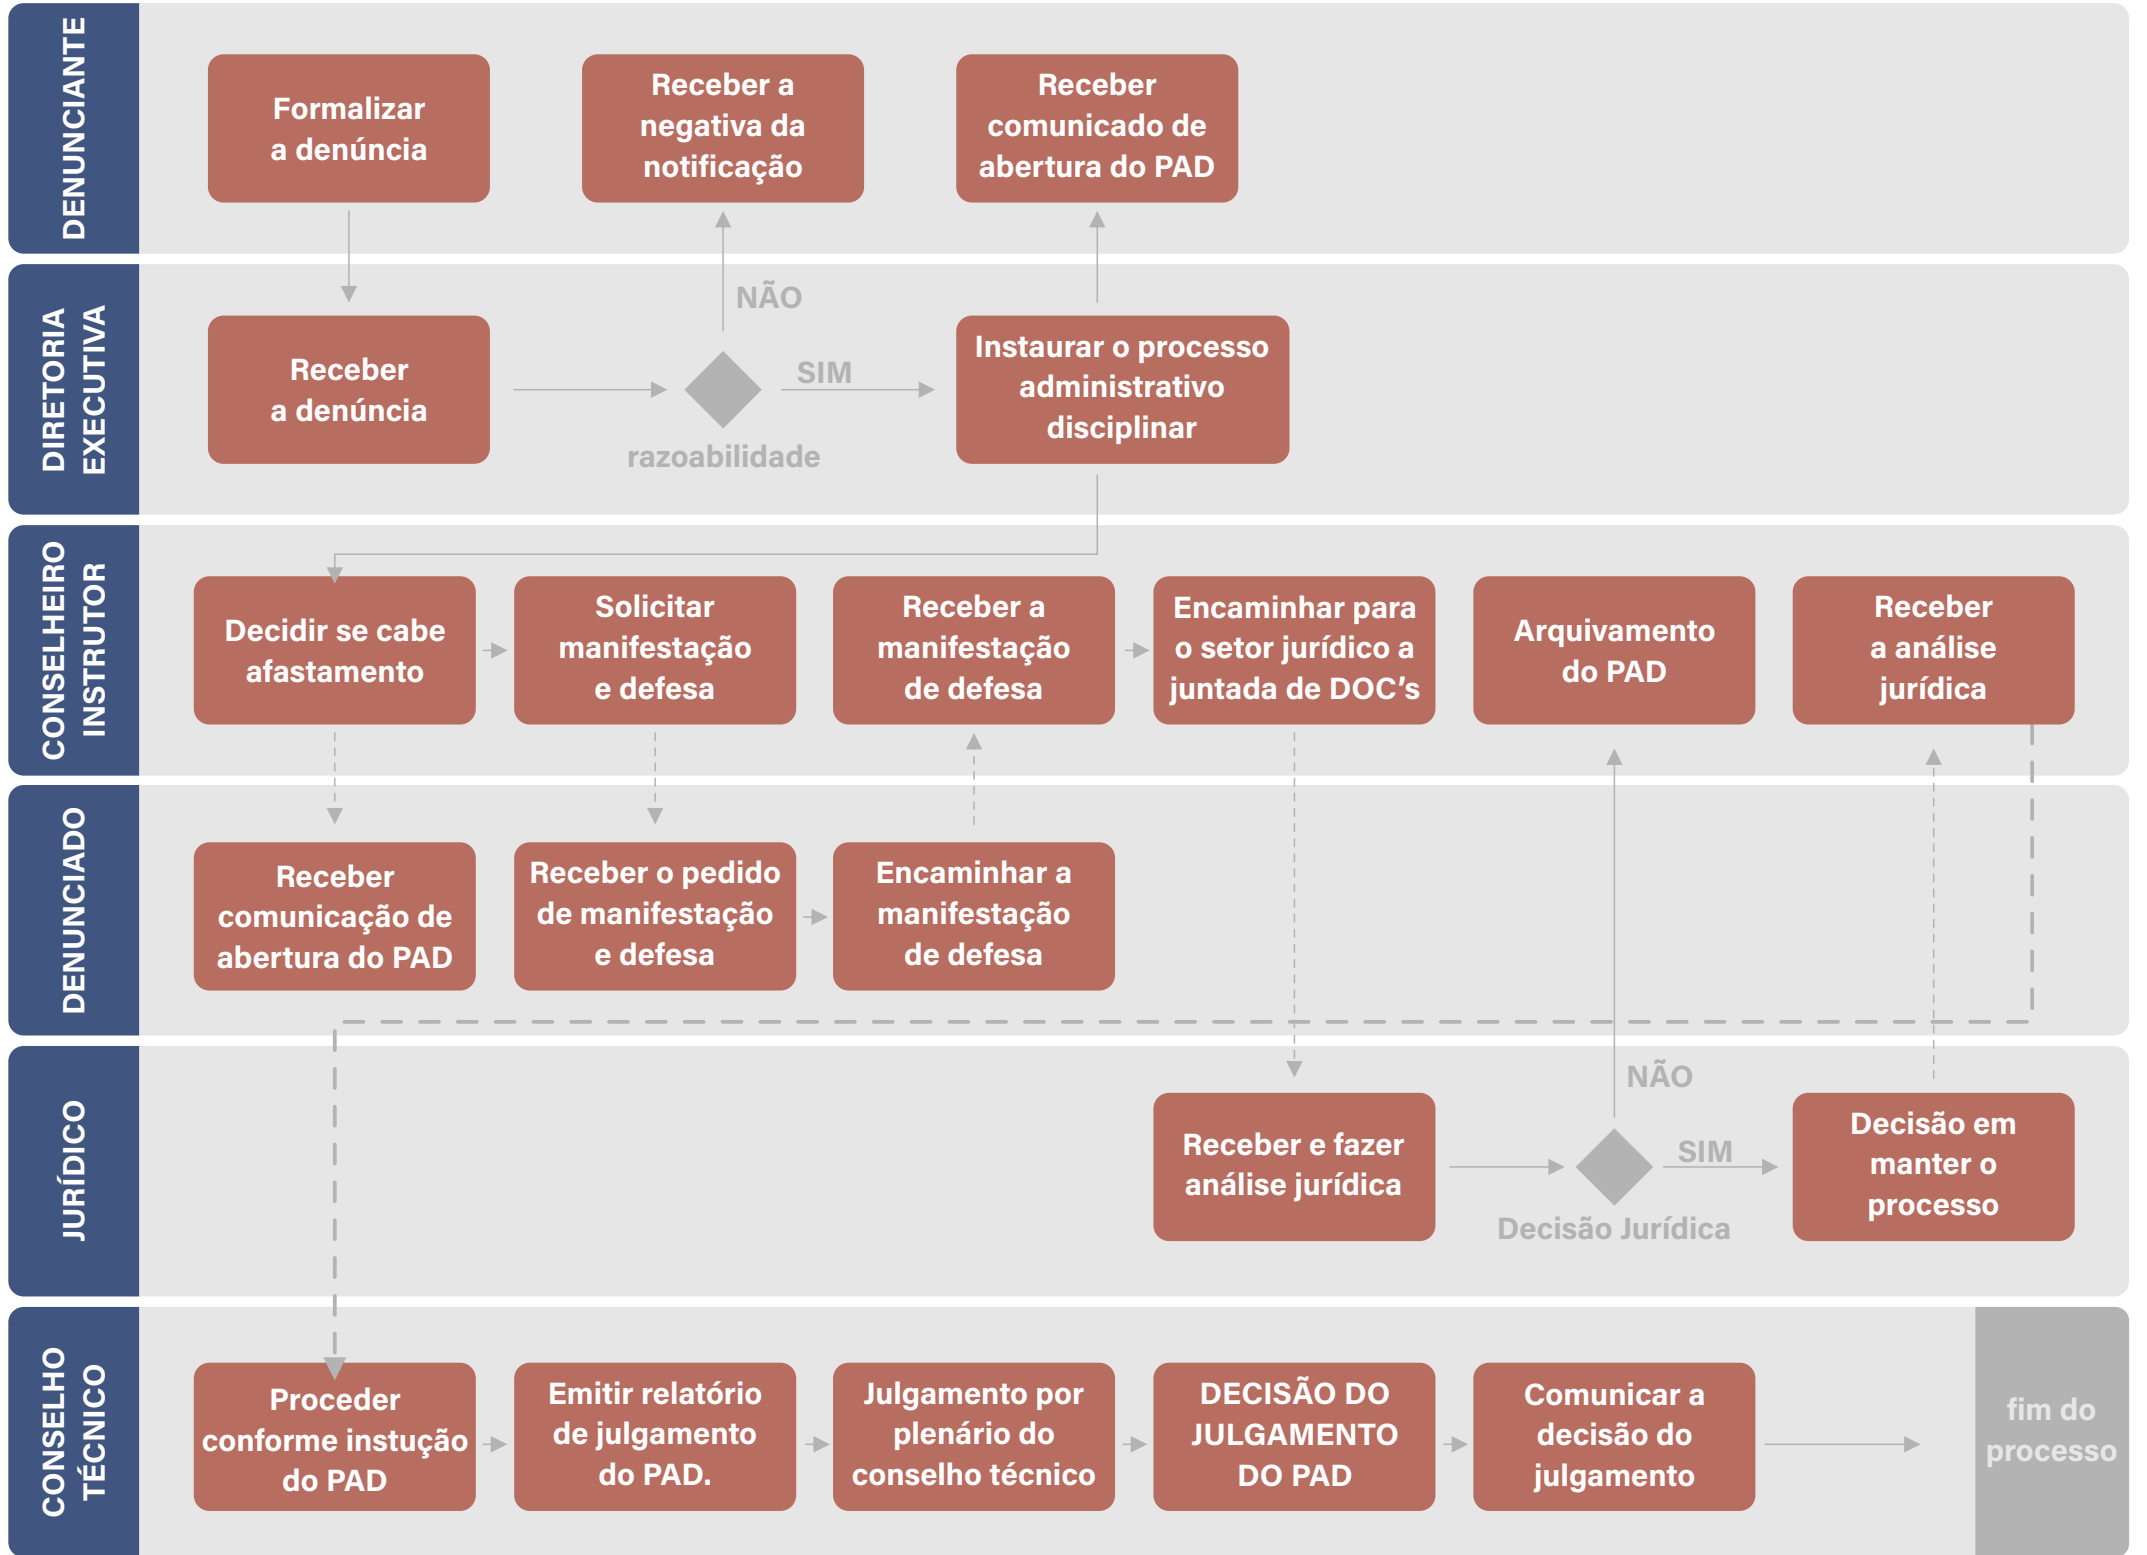 DENUNCIANTE
Formalizar
a denúncia
Receber a
negativa da
notificação
Receber
comunicado de
abertura do PAD
DIRETORIA
EXECUTIVA
Receber
a denúncia
NÃO
SIM
razoabilidade
Instaurar o processo
administrativo
disciplinar
CONSELHEIRO
INSTRUTOR
Decidir se cabe
afastamento
Solicitar
manifestação
e defesa
Receber a
manifestação
de defesa
Encaminhar para
o setor jurídico a
juntada de DOC's
Arquivamento
do PAD
Receber
a análise
jurídica
DENUNCIADO
Receber
comunicação de
abertura do PAD
Receber o pedido
de manifestação
e defesa
Encaminhar a
manifestação
de defesa
JURÍDICO
Receber e fazer
análise jurídica
NÃO
SIM
Decisão Jurídica
Decisão em
manter o
processo
CONSELHO
TÉCNICO
Proceder
conforme instução
do PAD
Emitir relatório
de julgamento
do PAD.
Julgamento por
plenário do
conselho técnico
DECISÃO DO
JULGAMENTO
DO PAD
Comunicar a
decisão do
julgamento
fim do
processo